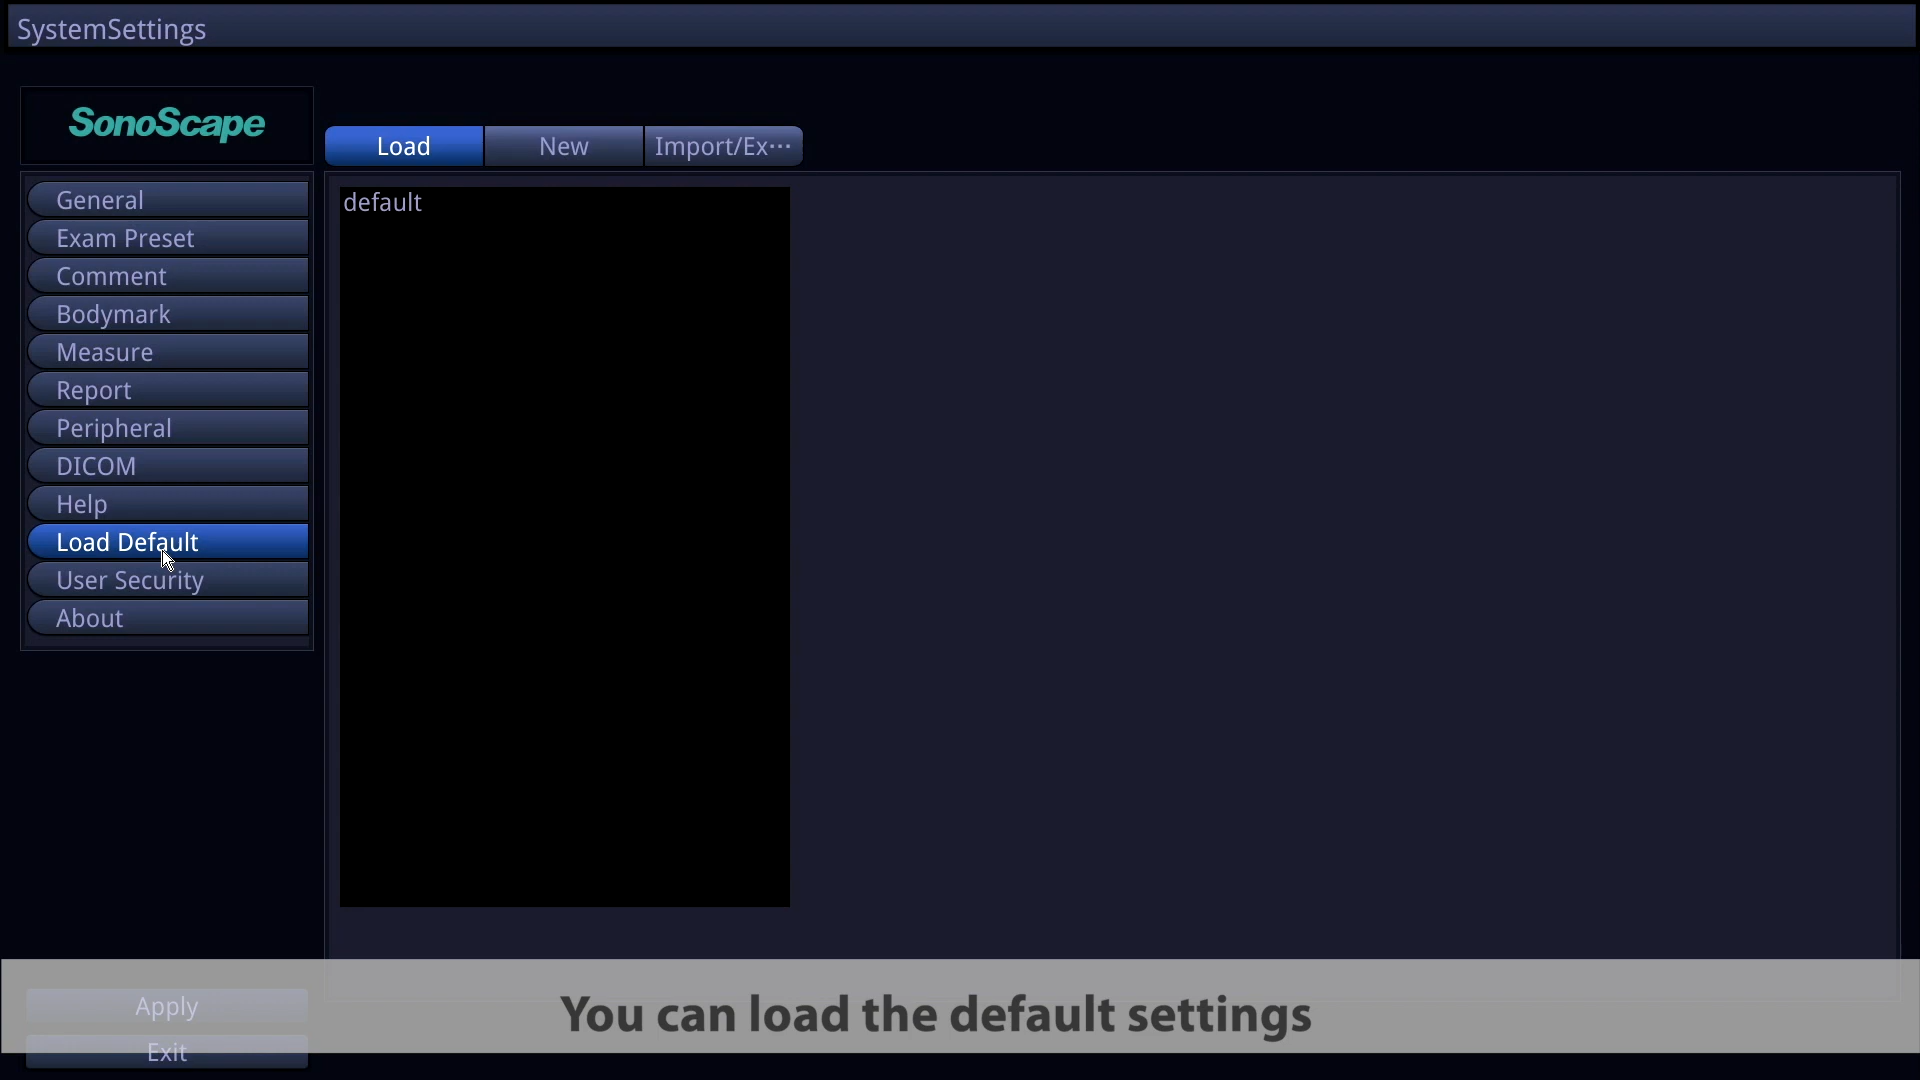 SystemSettings
SonoScape
Load
New
Import/Ex···
General
Exam Preset
Comment
Bodymark
Measure
Report
Peripheral
DICOM
Help
Load Default
User Security
About
default
Apply
Exit
You can load the default settings